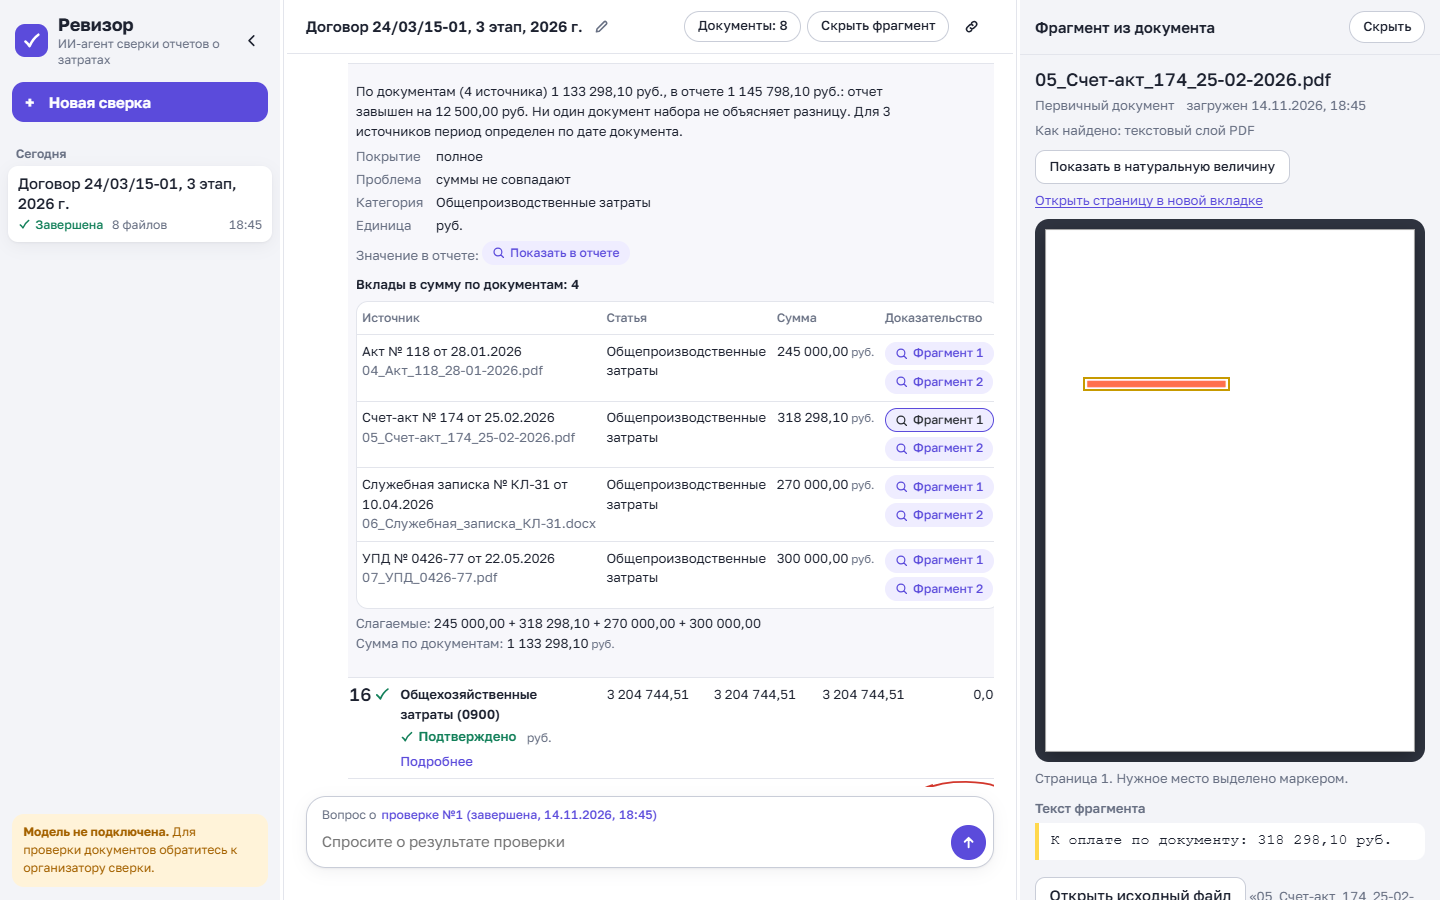 Ревизор
ИИ-агент сверки отчетов о
затратах
+ Новая сверка
Сегодня
Договор 24/03/15-01, 3 этап,
2026 г.
Завершена 8 файлов 18:45
Модель не подключена. Для
проверки документов обратитесь к
организатору сверки.
Договор 24/03/15-01, 3 этап, 2026 г.
Документы: 8
Скрыть фрагмент
По документам (4 источника) 1 133 298,10 руб., в отчете 1 145 798,10 руб.: отчет
завышен на 12 500,00 руб. Ни один документ набора не объясняет разницу. Для 3
источников период определен по дате документа.
Покрытие полное
Проблема суммы не совпадают
Категория Общепроизводственные затраты
Единица руб.
Значение в отчете: Показать в отчете
Вклады в сумму по документам: 4
Источник Статья Сумма Доказательство
Акт № 118 от 28.01.2026 Общепроизводственные 245 000,00 руб. Фрагмент 1
04_Акт_118_28-01-2026.pdf затраты Фрагмент 2
Счет-акт № 174 от 25.02.2026 Общепроизводственные 318 298,10 руб. Фрагмент 1
05_Счет-акт_174_25-02-2026.pdf затраты Фрагмент 2
Служебная записка № КЛ-31 от Общепроизводственные 270 000,00 руб. Фрагмент 1
10.04.2026 затраты Фрагмент 2
06_Служебная_записка_КЛ-31.docx
УПД № 0426-77 от 22.05.2026 Общепроизводственные 300 000,00 руб. Фрагмент 1
07_УПД_0426-77.pdf затраты Фрагмент 2
Слагаемые: 245 000,00 + 318 298,10 + 270 000,00 + 300 000,00
Сумма по документам: 1 133 298,10 руб.
16 Общехозяйственные 3 204 744,51 3 204 744,51 3 204 744,51 0,0
затраты (0900)
Подтверждено руб.
Подробнее
Вопрос о проверке №1 (завершена, 14.11.2026, 18:45)
Спросите о результате проверки
Фрагмент из документа
Скрыть
05_Счет-акт_174_25-02-2026.pdf
Первичный документ загружен 14.11.2026, 18:45
Как найдено: текстовый слой PDF
Показать в натуральную величину
Открыть страницу в новой вкладке
Страница 1. Нужное место выделено маркером.
Текст фрагмента
К оплате по документу: 318 298,10 руб.
Открыть исходный файл «05_Счет-акт_174_25-02-